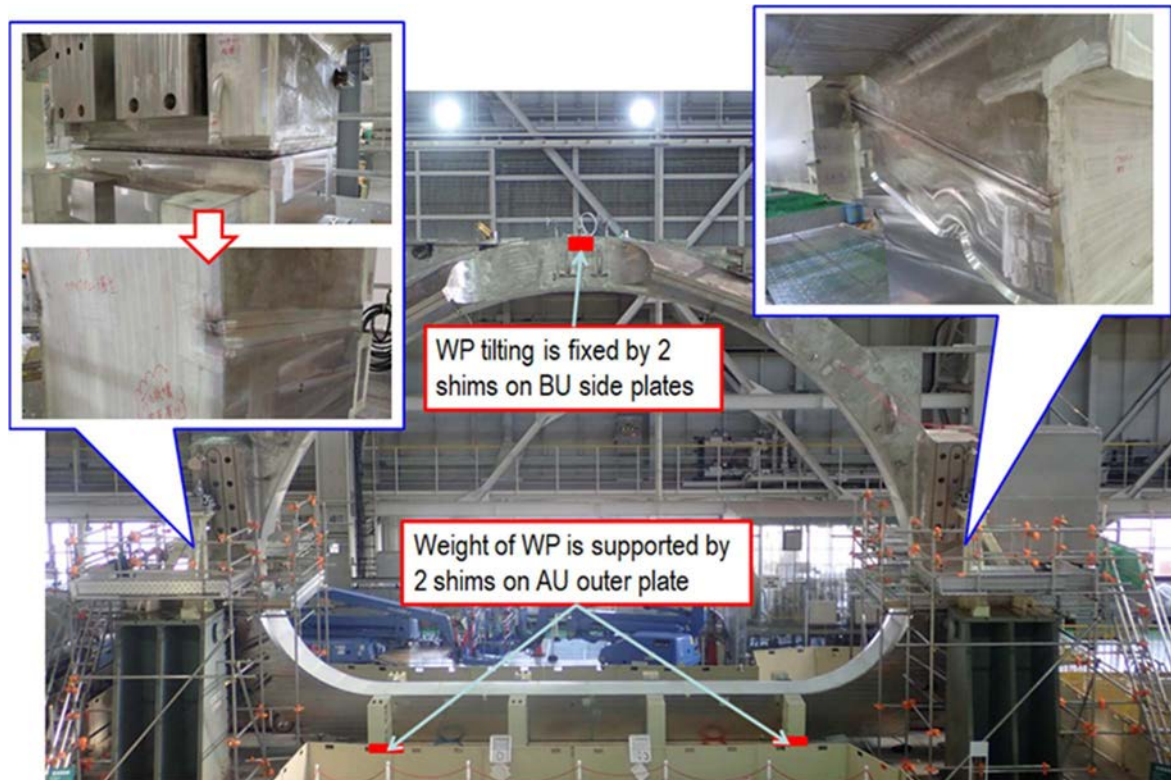 WP tilting is fixed by 2
shims on BU side plates
Weight of WP is supported by
2 shims on AU outer plate